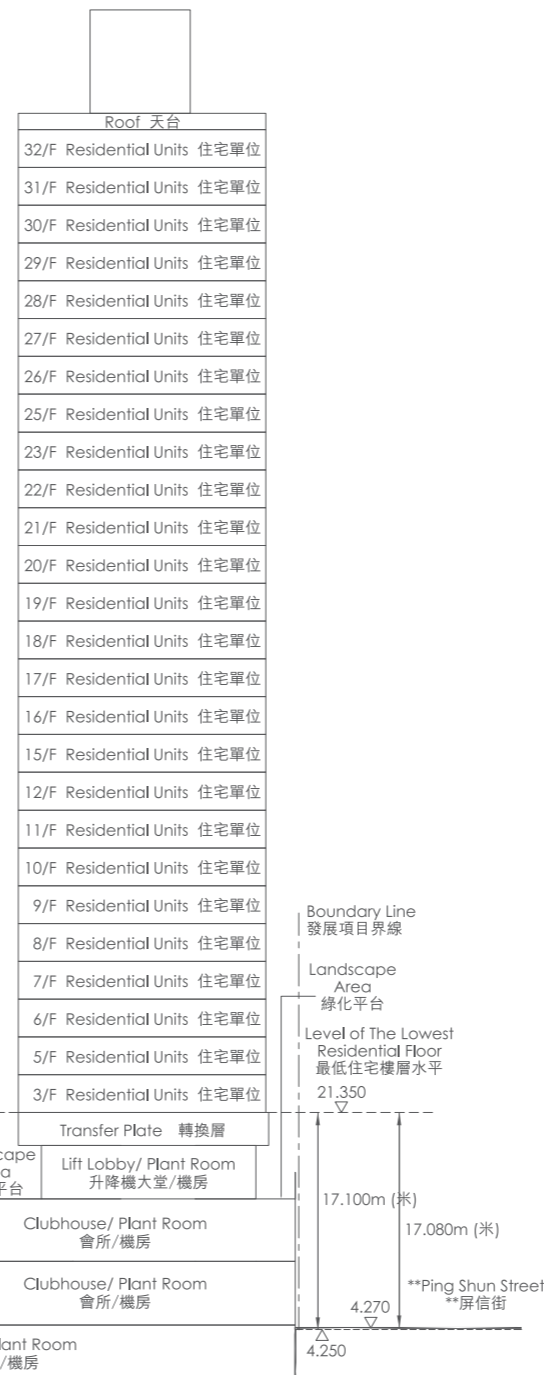 Roof 天台
32/F Residential Units 住宅單位
31/F Residential Units 住宅單位
30/F Residential Units 住宅單位
29/F Residential Units 住宅單位
28/F Residential Units 住宅單位
27/F Residential Units 住宅單位
26/F Residential Units 住宅單位
25/F Residential Units 住宅單位
23/F Residential Units 住宅單位
22/F Residential Units 住宅單位
21/F Residential Units 住宅單位
20/F Residential Units 住宅單位
19/F Residential Units 住宅單位
18/F Residential Units 住宅單位
17/F Residential Units 住宅單位
16/F Residential Units 住宅單位
15/F Residential Units 住宅單位
12/F Residential Units 住宅單位
11/F Residential Units 住宅單位
10/F Residential Units 住宅單位
9/F Residential Units 住宅單位
8/F Residential Units 住宅單位
7/F Residential Units 住宅單位
6/F Residential Units 住宅單位
5/F Residential Units 住宅單位
3/F Residential Units 住宅單位
Boundary Line
發展項目界線
Landscape
Area
綠化平台
Level of The Lowest
Residential Floor
最低住宅樓層水平
21.350
Transfer Plate 轉換層
Lift Lobby/ Plant Room
升降機大堂/機房
Clubhouse/ Plant Room
會所/機房
17.100m (米)
17.080m (米)
Clubhouse/ Plant Room
會所/機房
**Ping Shun Street
**屏信街
4.270
4.250
Room
/機房